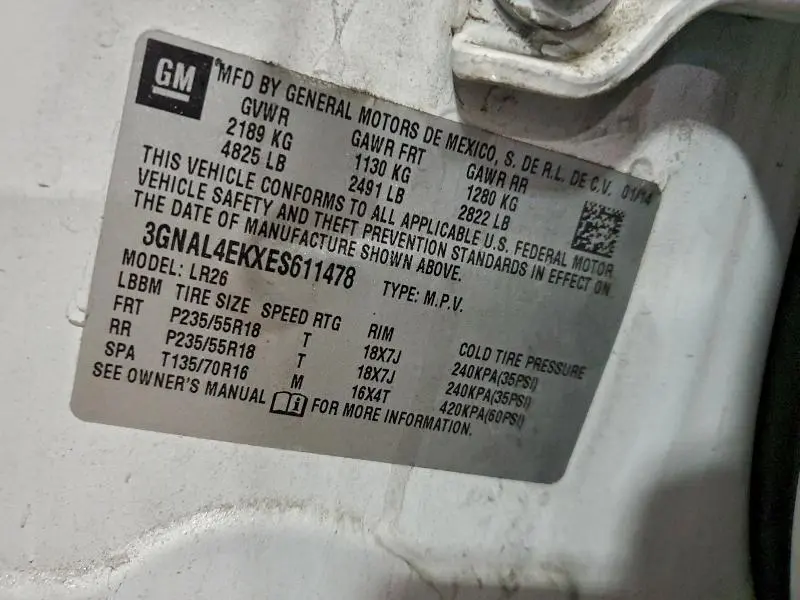 GM
MFD BY GENERAL MOTORS DE MEXICO, S. DE R.L. DE C.V. 01/14
GVWR GAWR FRT GAWR RR
2189 KG 1130 KG 1280 KG
4825 LB 2491 LB 2822 LB
THIS VEHICLE CONFORMS TO ALL APPLICABLE U.S. FEDERAL MOTOR
VEHICLE SAFETY AND THEFT PREVENTION STANDARDS IN EFFECT ON
THE DATE OF MANUFACTURE SHOWN ABOVE.
3GNAL4EKXES611478 TYPE: M.P.V.
MODEL: LR26
LBBM TIRE SIZE SPEED RTG RIM COLD TIRE PRESSURE
FRT P235/55R18 T 18X7J 240KPA(35PSI)
RR P235/55R18 T 18X7J 240KPA(35PSI)
SPA T135/70R16 M 16X4T 420KPA(60PSI)
SEE OWNER'S MANUAL FOR MORE INFORMATION.